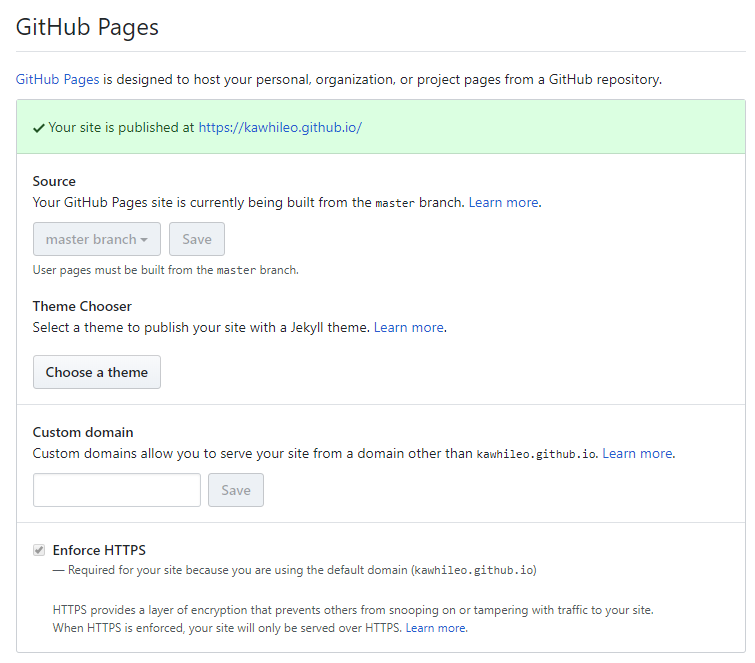 GitHub Pages
GitHub Pages is designed to host your personal, organization, or project pages from a GitHub repository.
Your site is published at https://kawhileo.github.io/
Source
Your GitHub Pages site is currently being built from the master branch. Learn more.
master branch Save
User pages must be built from the master branch.
Theme Chooser
Select a theme to publish your site with a Jekyll theme. Learn more.
Choose a theme
Custom domain
Custom domains allow you to serve your site from a domain other than kawhileo.github.io. Learn more.
Save
Enforce HTTPS
— Required for your site because you are using the default domain (kawhileo.github.io)
HTTPS provides a layer of encryption that prevents others from snooping on or tampering with traffic to your site.
When HTTPS is enforced, your site will only be served over HTTPS. Learn more.